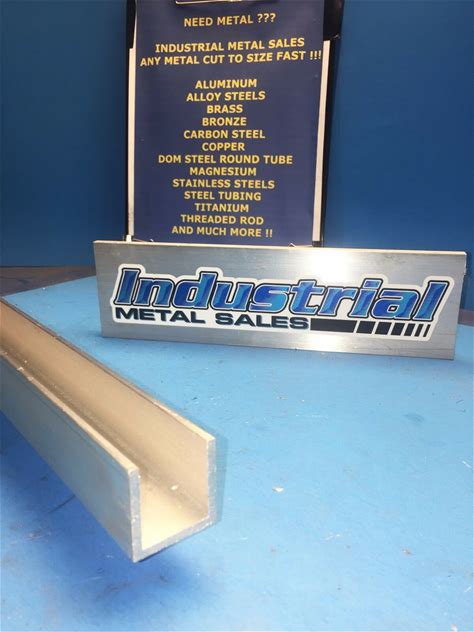 NEED METAL ???
INDUSTRIAL METAL SALES
ANY METAL CUT TO SIZE FAST !!!
ALUMINUM
ALLOY STEELS
BRASS
BRONZE
CARBON STEEL
COPPER
DOM STEEL ROUND TUBE
MAGNESIUM
STAINLESS STEELS
STEEL TUBING
TITANIUM
THREADED ROD
AND MUCH MORE !!
Industrial
METAL SALES